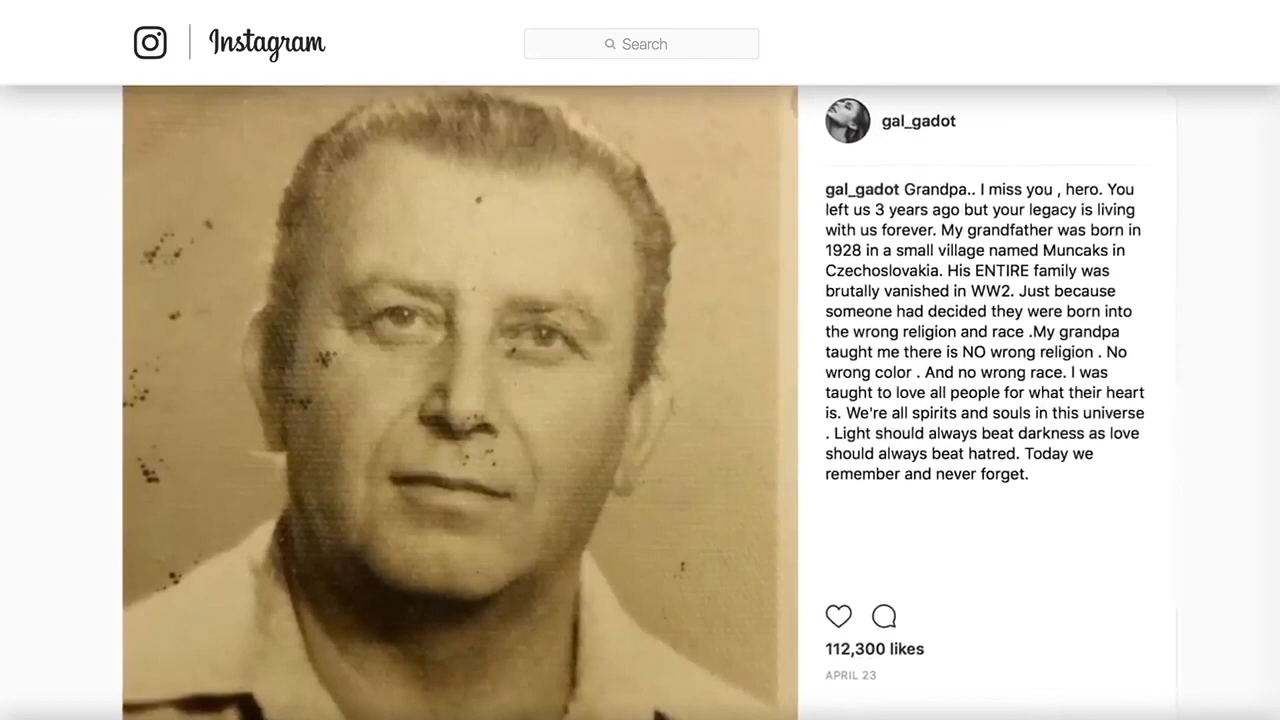 Instagram
Search
gal_gadot
gal_gadot Grandpa.. I miss you , hero. You
left us 3 years ago but your legacy is living
with us forever. My grandfather was born in
1928 in a small village named Muncaks in
Czechoslovakia. His ENTIRE family was
brutally vanished in WW2. Just because
someone had decided they were born into
the wrong religion and race .My grandpa
taught me there is NO wrong religion . No
wrong color . And no wrong race. I was
taught to love all people for what their heart
is. We're all spirits and souls in this universe
. Light should always beat darkness as love
should always beat hatred. Today we
remember and never forget.
112,300 likes
APRIL 23